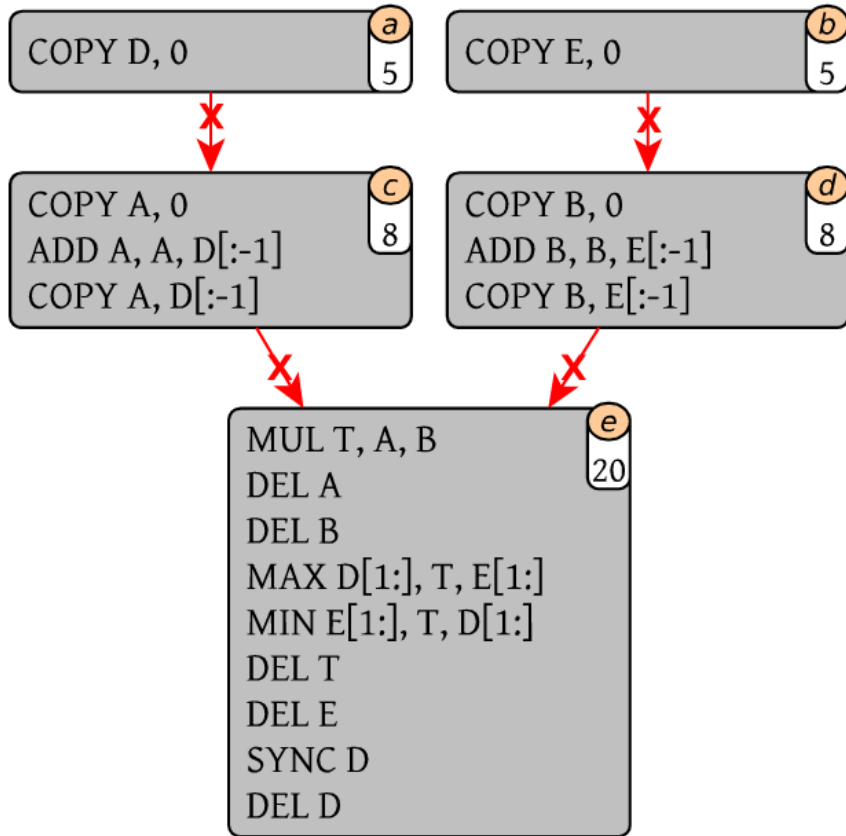 COPY D, 0
a
5
COPY E, 0
b
5
X
X
COPY A, 0
ADD A, A, D[:-1]
COPY A, D[:-1]
c
8
COPY B, 0
ADD B, B, E[:-1]
COPY B, E[:-1]
d
8
X
X
MUL T, A, B
DEL A
DEL B
MAX D[1:], T, E[1:]
MIN E[1:], T, D[1:]
DEL T
DEL E
SYNC D
DEL D
e
20